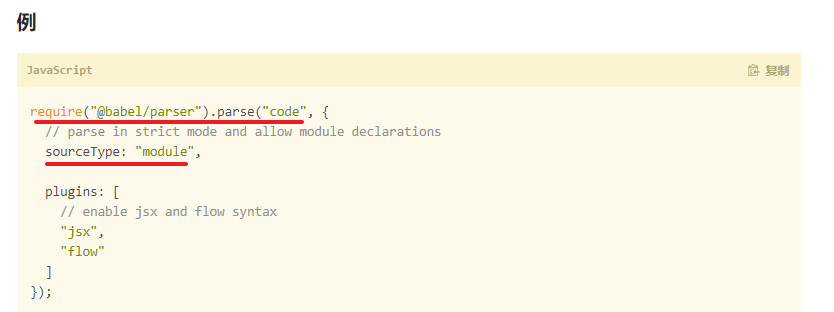 例
JavaScript 复制
require("@babel/parser").parse("code", {
  // parse in strict mode and allow module declarations
  sourceType: "module",

  plugins: [
    // enable jsx and flow syntax
    "jsx",
    "flow"
  ]
});